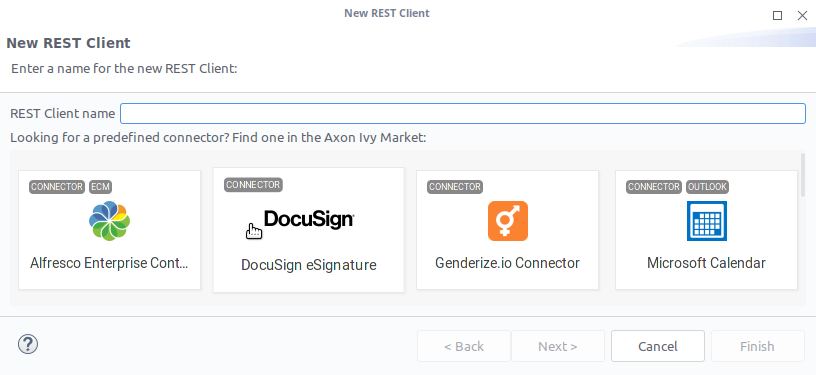 New REST Client
New REST Client
Enter a name for the new REST Client:
REST Client name
Looking for a predefined connector? Find one in the Axon Ivy Market:
CONNECTOR ECM
Alfresco Enterprise Cont...
CONNECTOR
DocuSign
DocuSign eSignature
CONNECTOR
Genderize.io Connector
CONNECTOR OUTLOOK
Microsoft Calendar
?
< Back
Next >
Cancel
Finish